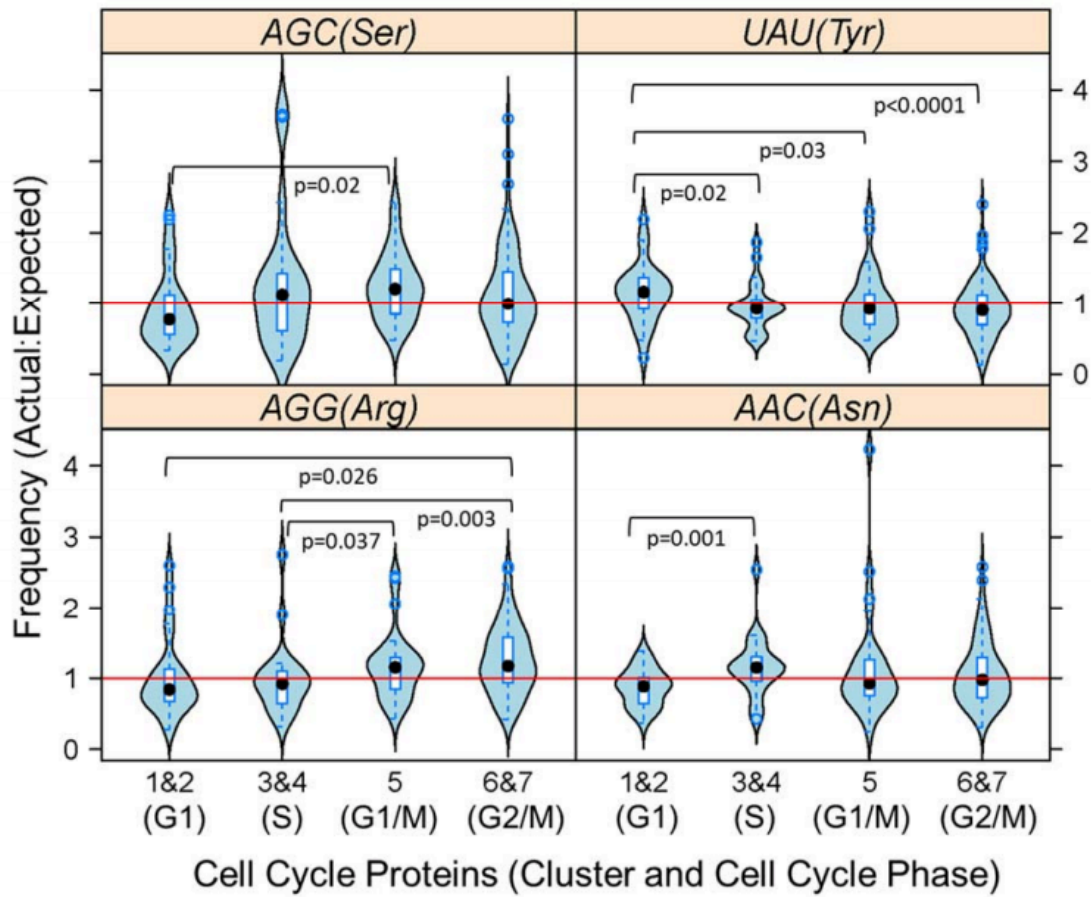 AGC(Ser)
UAU(Tyr)
p=0.02
p<0.0001
p=0.03
p=0.02
4
3
2
1
0
AGG(Arg)
AAC(Asn)
p=0.026
p=0.003
p=0.037
p=0.001
4
3
2
1
0
Frequency (Actual:Expected)
1&2
(G1)
3&4
(S)
5
(G1/M)
6&7
(G2/M)
1&2
(G1)
3&4
(S)
5
(G1/M)
6&7
(G2/M)
Cell Cycle Proteins (Cluster and Cell Cycle Phase)